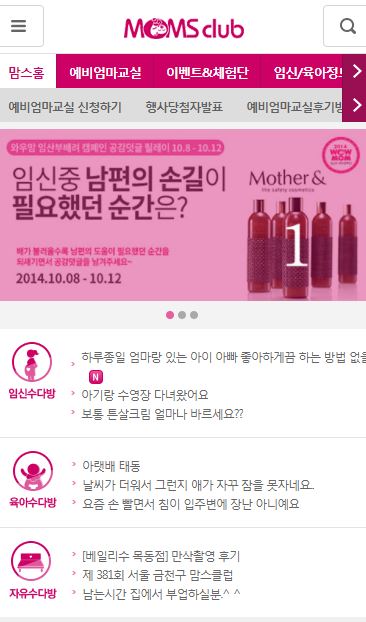 MOMS club
맘스홈 예비엄마교실 이벤트&체험단 임신/육아정보
예비엄마교실 신청하기 행사당첨자발표 예비엄마교실후기방
와우맘 임산부배려 캠페인 공감댓글 릴레이 10.8 - 10.12
임신중 남편의 손길이
필요했던 순간은?
2014
WOW
MOM
Mother&
the safety cosmetics
배가 불러올수록 남편의 도움이 필요했던 순간을
되새기면서 공감댓글을 남겨주세요~
2014.10.08 - 10.12
1
하루종일 엄마랑 있는 아이 아빠 좋아하게끔 하는 방법 없을
N
임신수다방
아기랑 수영장 다녀왔어요
보통 튼살크림 얼마나 바르세요??
아랫배 태동
날씨가 더워서 그런지 얘가 자꾸 잠을 못자네요.
육아수다방
요즘 손 빨면서 침이 입주변에 장난 아니예요
[베일리수 목동점] 만삭촬영 후기
제 381회 서울 금천구 맘스클럽
자유수다방
남는시간 집에서 부업하실분.^ ^